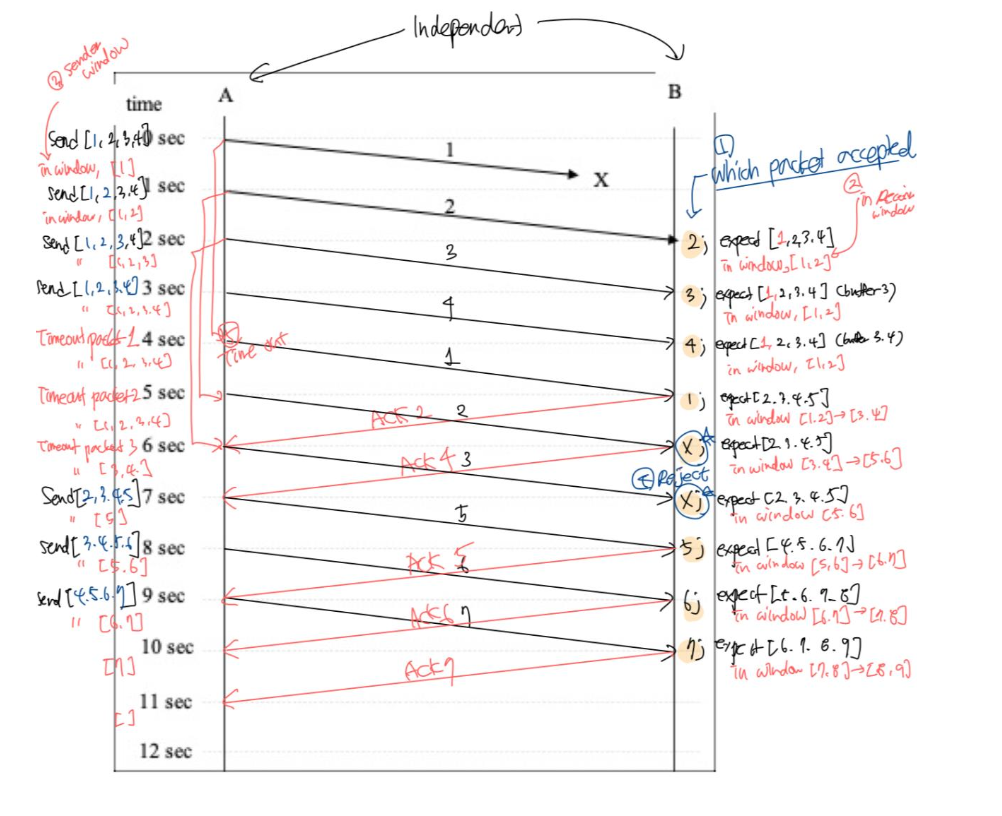 Independent
③ sender window
time
A
B
Send [1,2,3,4] 0 sec
in window, [1]
1
X
①
which packet accepted
②
window
send [1,2,3,4] 1 sec
in window, [1,2]
2
Send [1,2,3,4] 2 sec
" [1,2,3]
3
2; expect [1,2,3.4]
in window, [1,2]
send [1,2,3.4] 3 sec
" [1,2,3.4]
4
3; expect [1,2,3.4] (buffer 3)
in window, [1,2]
Timeout packet 1 4 sec
" [1,2,3,4]
Time out
1
4; expect [1,2,3.4] (buffer 3.4)
in window, [1,2]
Timeout packet 2 5 sec
" [1,2,3,4]
2
ACK 2
1; expect [2.3.4.5]
in window [1.2]→[3.4]
Timeout packet 3 6 sec
" [3,4]
3
ACK 4
X; expect [2.3.4.5]
in window [3.4]→[5.6]
④ Reject
Send [2,3.4.5] 7 sec
" [5]
5
X; expect [2.3.4.5]
in window [5.6]
send [3.4.5.6] 8 sec
" [5.6]
6
ACK 5
5; expect [4.5.6.7]
in window [5,6]→[6.7]
send [4.5.6.7] 9 sec
" [6.7]
7
ACK 6
6; expect [5.6.7.8]
in window [6.7]→[7.8]
10 sec
[7]
ACK 7
7; expect [6.7.8.9]
in window [7.8]→[8,9]
11 sec
[ ]
12 sec